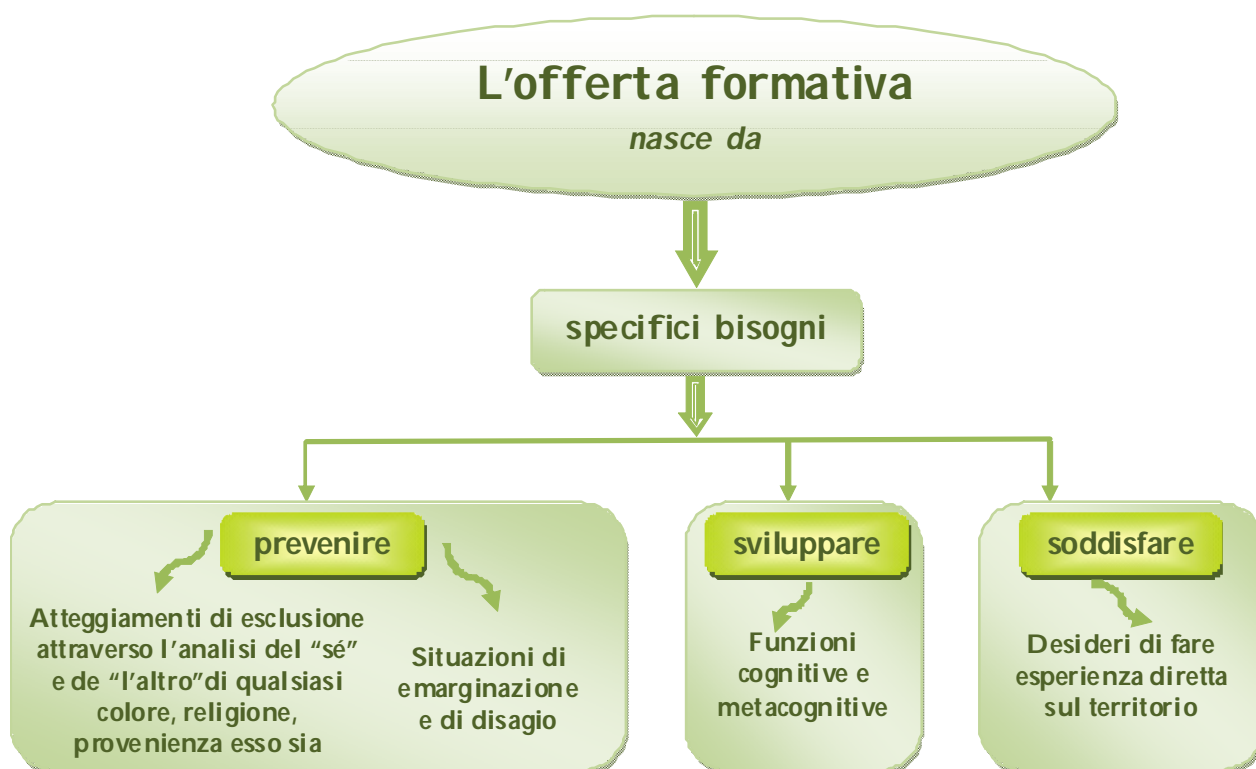 L'offerta formativa
nasce da
specifici bisogni
prevenire
Atteggiamenti di esclusione
attraverso l'analisi del “sé”
e de “l'altro”di qualsiasi
colore, religione,
provenienza esso sia
Situazioni di
emarginazione
e di disagio
sviluppare
Funzioni
cognitive e
metacognitive
soddisfare
Desideri di fare
esperienza diretta
sul territorio